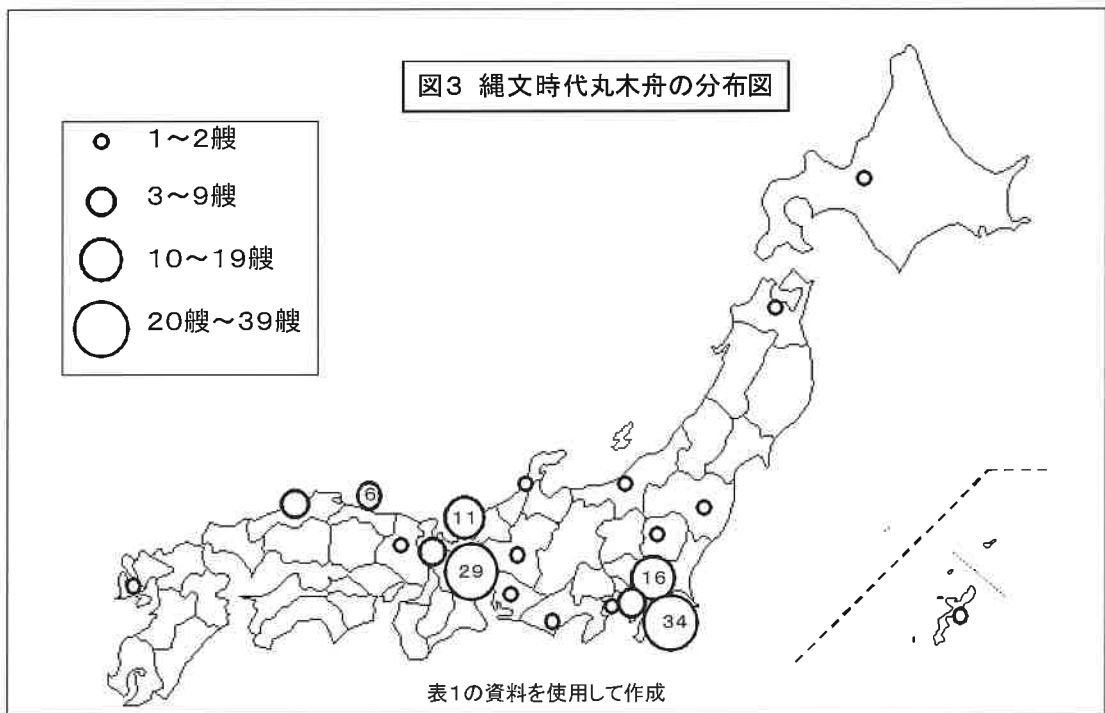 図3 縄文時代丸木舟の分布図
1～2艘
3～9艘
10～19艘
20艘～39艘
6
11
29
16
34
表1の資料を使用して作成